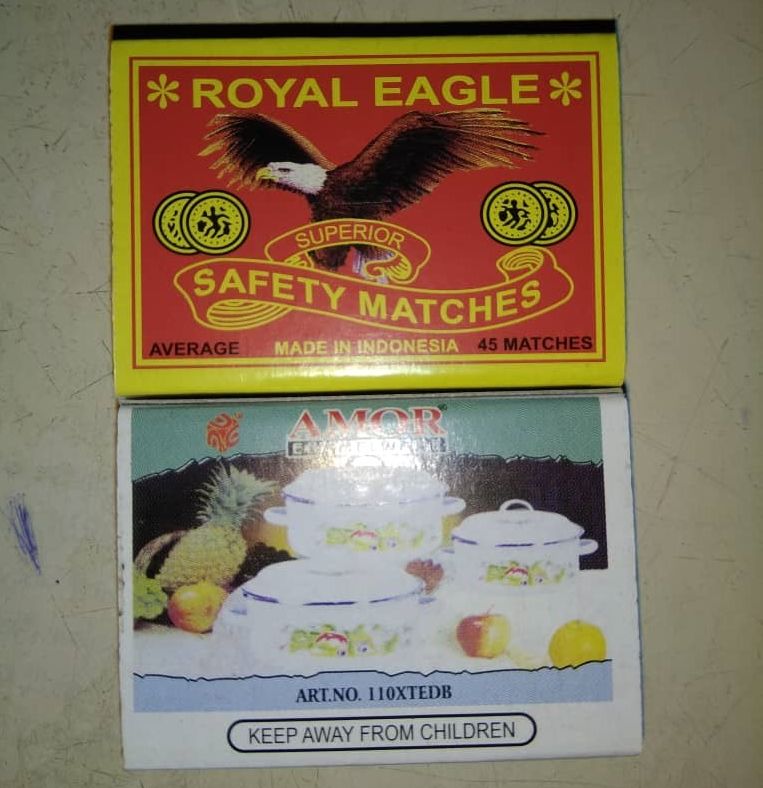 * ROYAL EAGLE *
SUPERIOR
SAFETY MATCHES
AVERAGE MADE IN INDONESIA 45 MATCHES
AMOR®
ART.NO. 110XTEDB
KEEP AWAY FROM CHILDREN